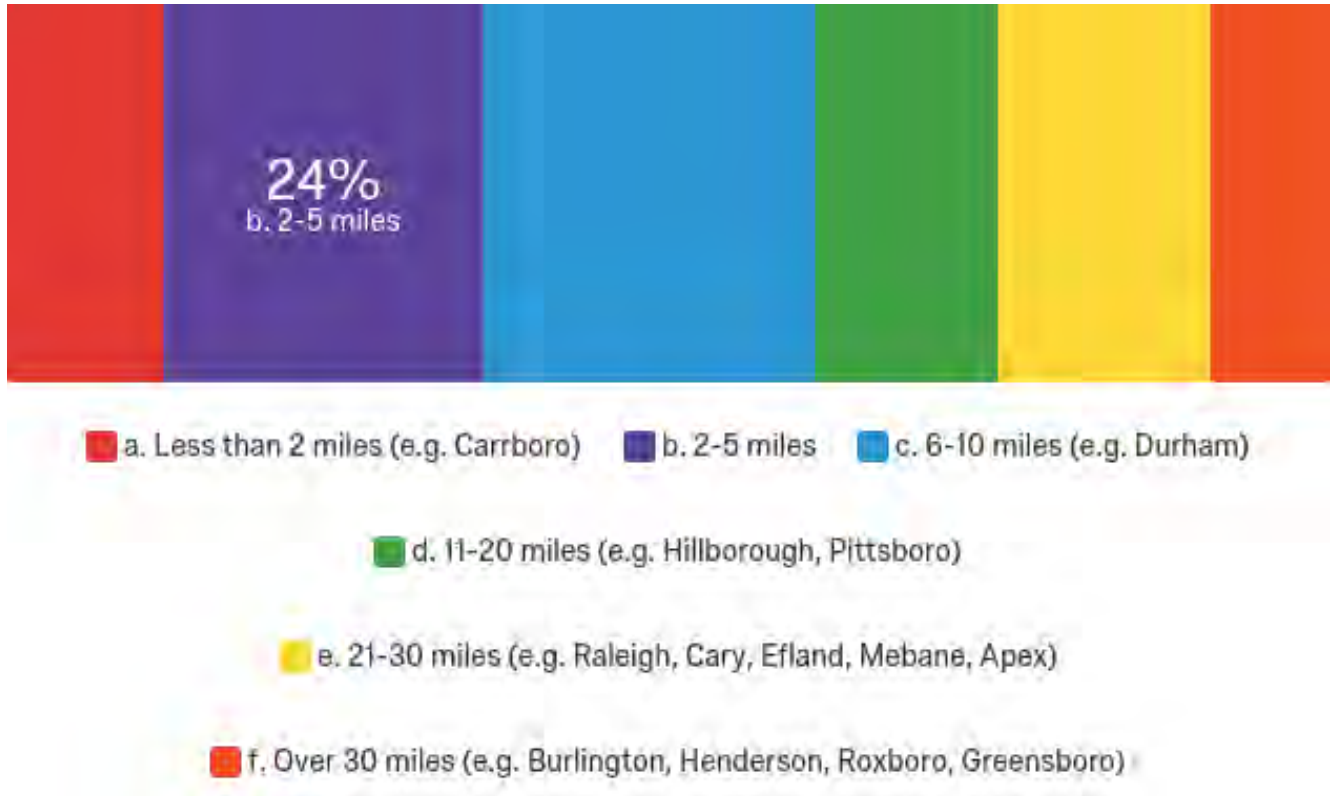 24%
b. 2-5 miles
a. Less than 2 miles (e.g. Carrboro) b. 2-5 miles c. 6-10 miles (e.g. Durham)
d. 11-20 miles (e.g. Hillborough, Pittsboro)
e. 21-30 miles (e.g. Raleigh, Cary, Efland, Mebane, Apex)
f. Over 30 miles (e.g. Burlington, Henderson, Roxboro, Greensboro)